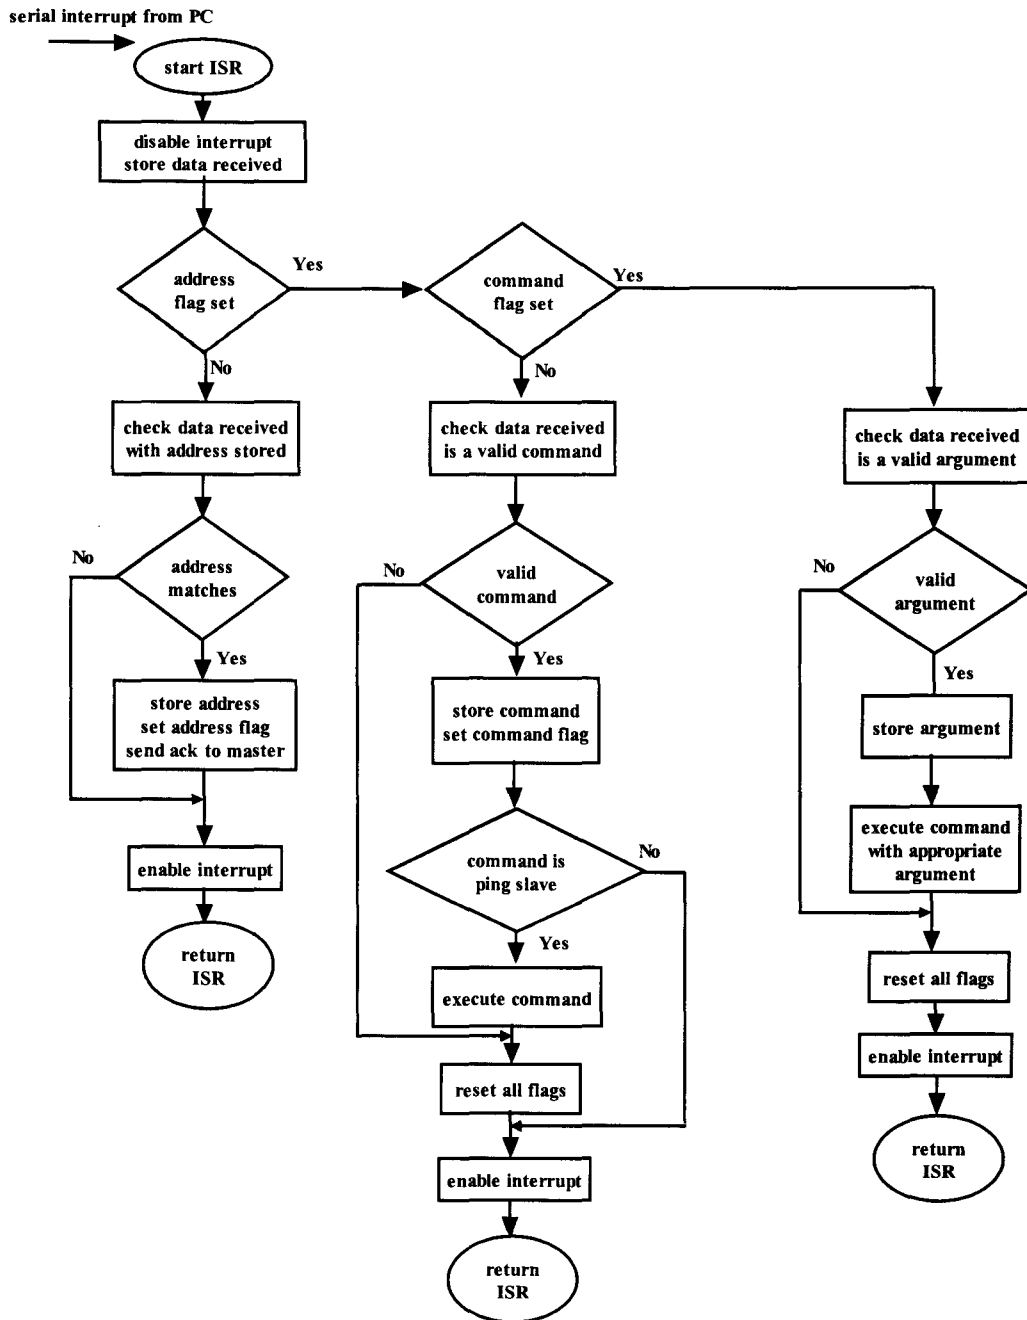 serial interrupt from PC
start ISR
disable interrupt
store data received
address
flag set
Yes
No
command
flag set
Yes
No
check data received
with address stored
address
matches
No
Yes
store address
set address flag
send ack to master
enable interrupt
return
ISR
check data received
is a valid command
valid
command
No
Yes
store command
set command flag
command is
ping slave
No
Yes
execute command
reset all flags
enable interrupt
return
ISR
check data received
is a valid argument
valid
argument
No
Yes
store argument
execute command
with appropriate
argument
reset all flags
enable interrupt
return
ISR